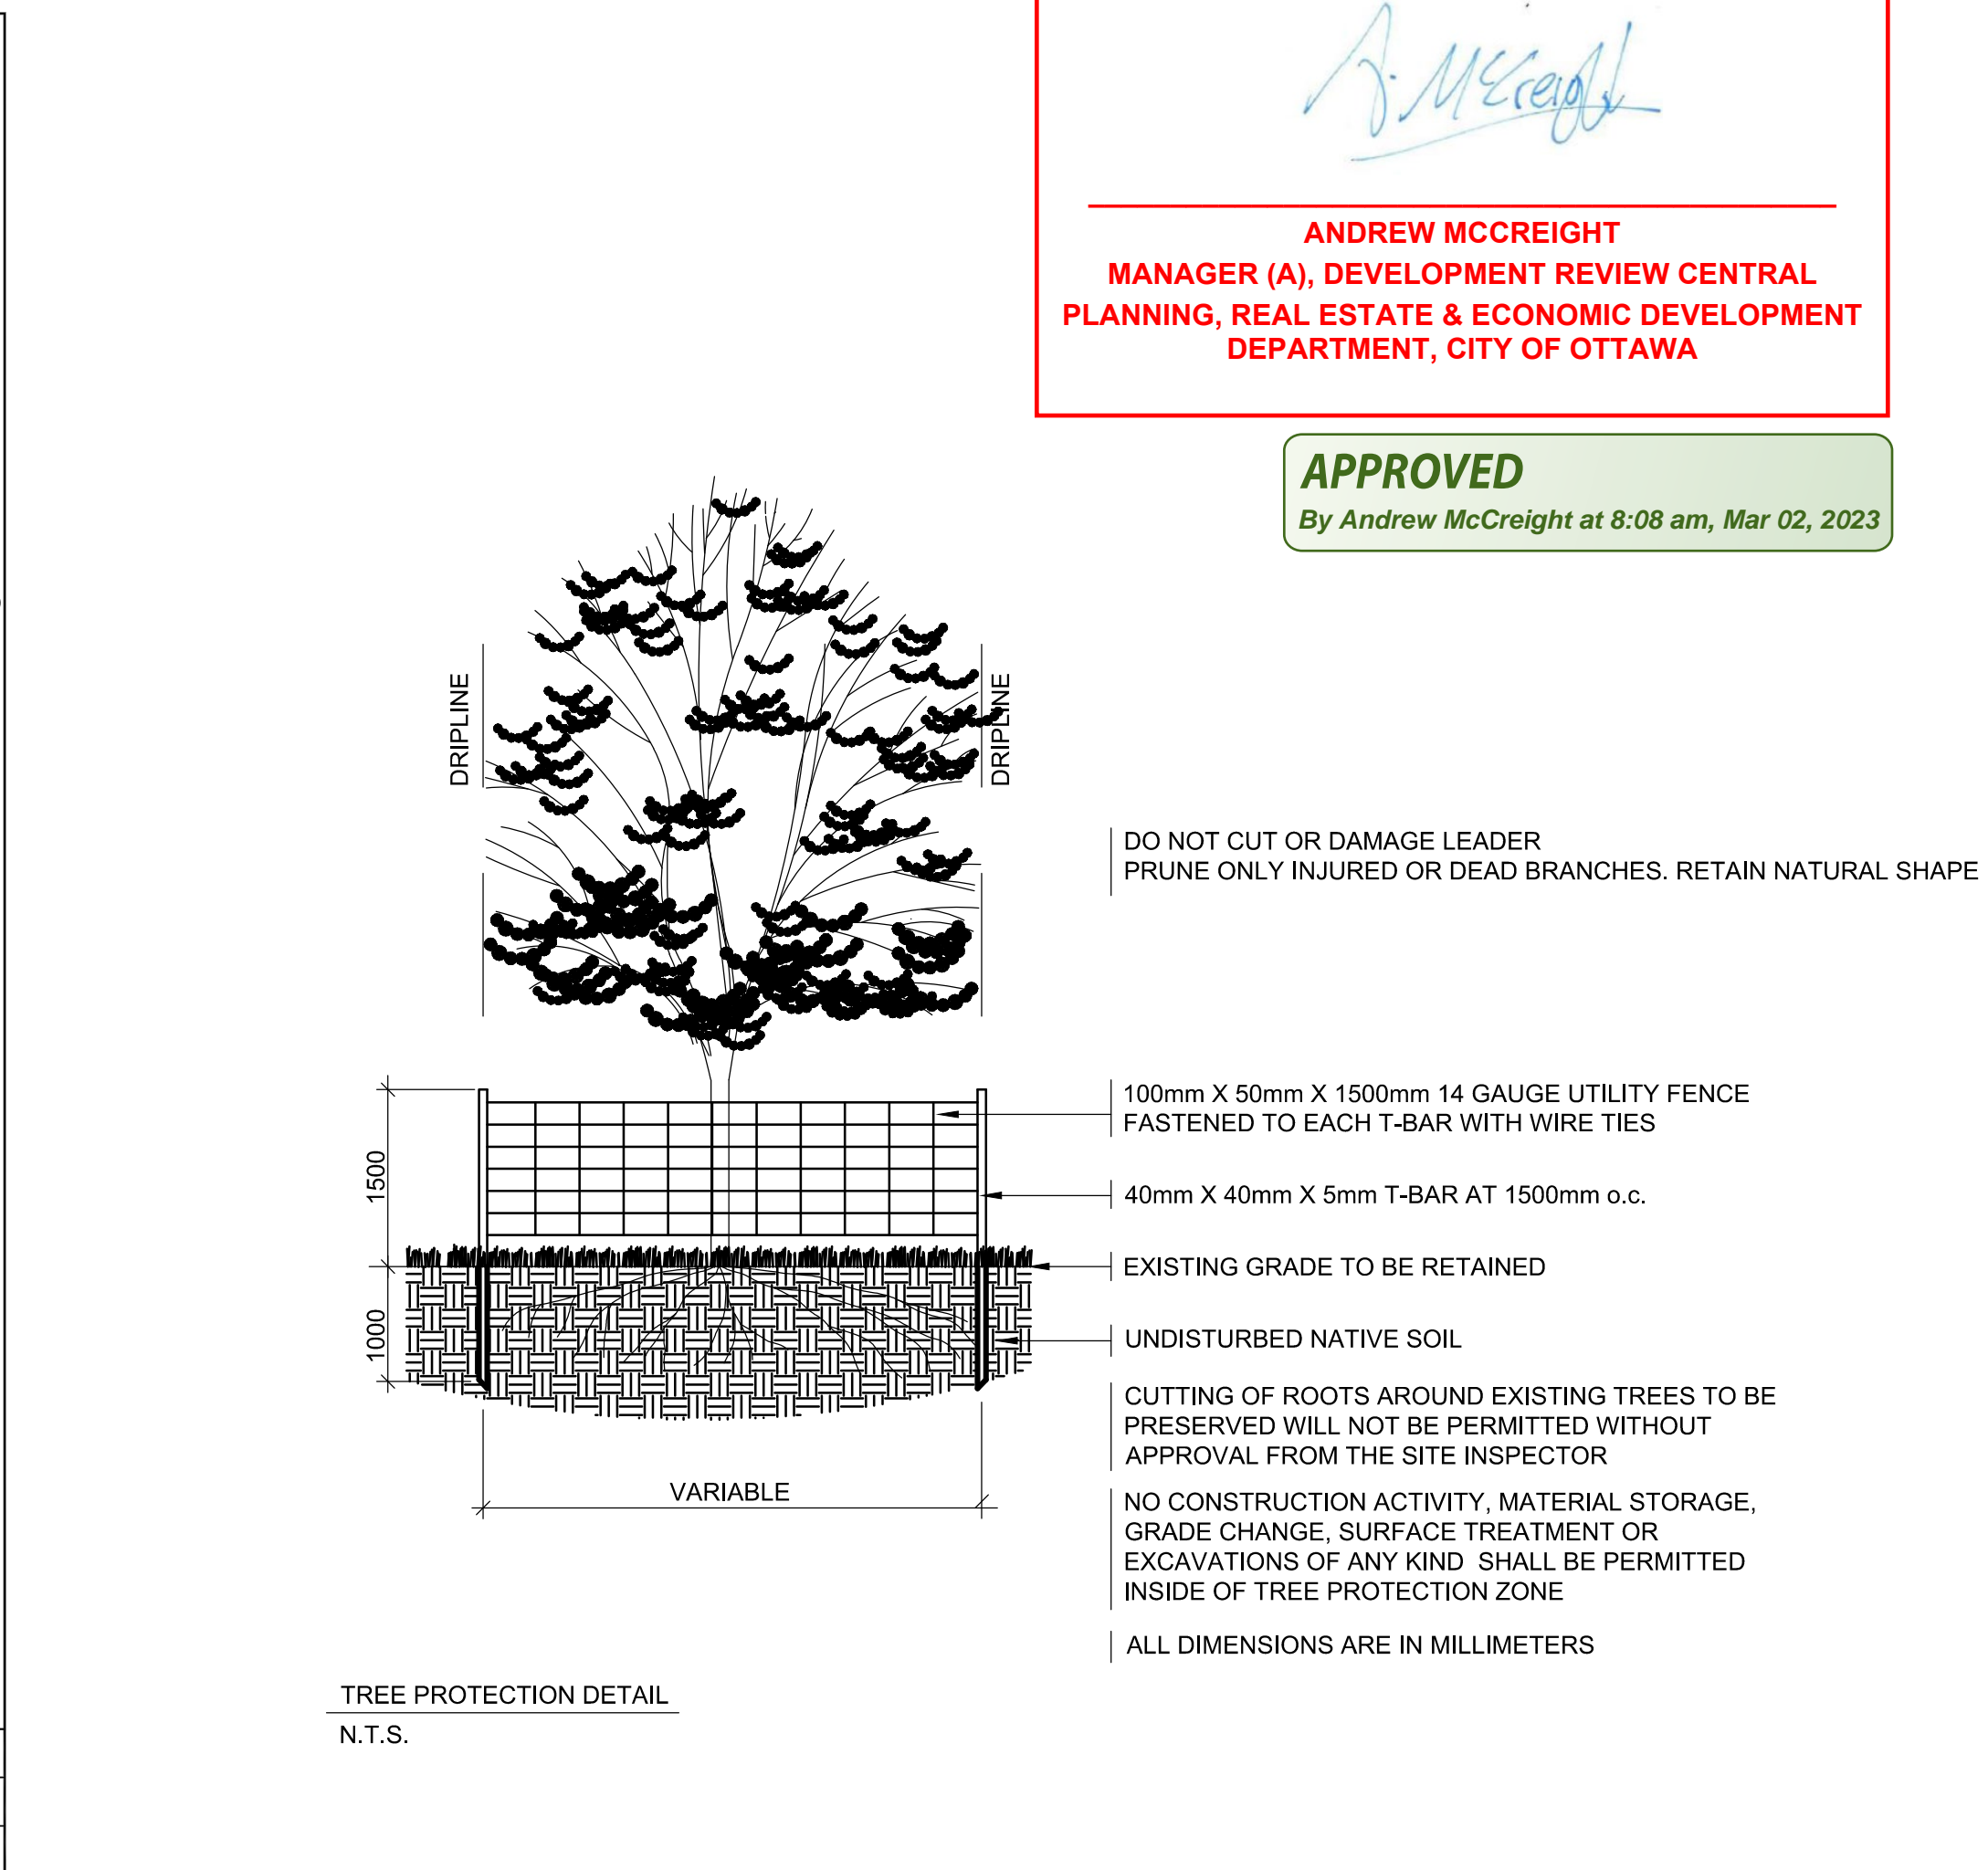 A. McCreight
ANDREW MCCREIGHT
MANAGER (A), DEVELOPMENT REVIEW CENTRAL
PLANNING, REAL ESTATE & ECONOMIC DEVELOPMENT
DEPARTMENT, CITY OF OTTAWA
APPROVED
By Andrew McCreight at 8:08 am, Mar 02, 2023
DRIPLINE
DRIPLINE
DO NOT CUT OR DAMAGE LEADER
PRUNE ONLY INJURED OR DEAD BRANCHES. RETAIN NATURAL SHAPE
100mm X 50mm X 1500mm 14 GAUGE UTILITY FENCE
FASTENED TO EACH T-BAR WITH WIRE TIES
1500
40mm X 40mm X 5mm T-BAR AT 1500mm o.c.
EXISTING GRADE TO BE RETAINED
1000
UNDISTURBED NATIVE SOIL
CUTTING OF ROOTS AROUND EXISTING TREES TO BE
PRESERVED WILL NOT BE PERMITTED WITHOUT
APPROVAL FROM THE SITE INSPECTOR
VARIABLE
NO CONSTRUCTION ACTIVITY, MATERIAL STORAGE,
GRADE CHANGE, SURFACE TREATMENT OR
EXCAVATIONS OF ANY KIND SHALL BE PERMITTED
INSIDE OF TREE PROTECTION ZONE
ALL DIMENSIONS ARE IN MILLIMETERS
TREE PROTECTION DETAIL
N.T.S.